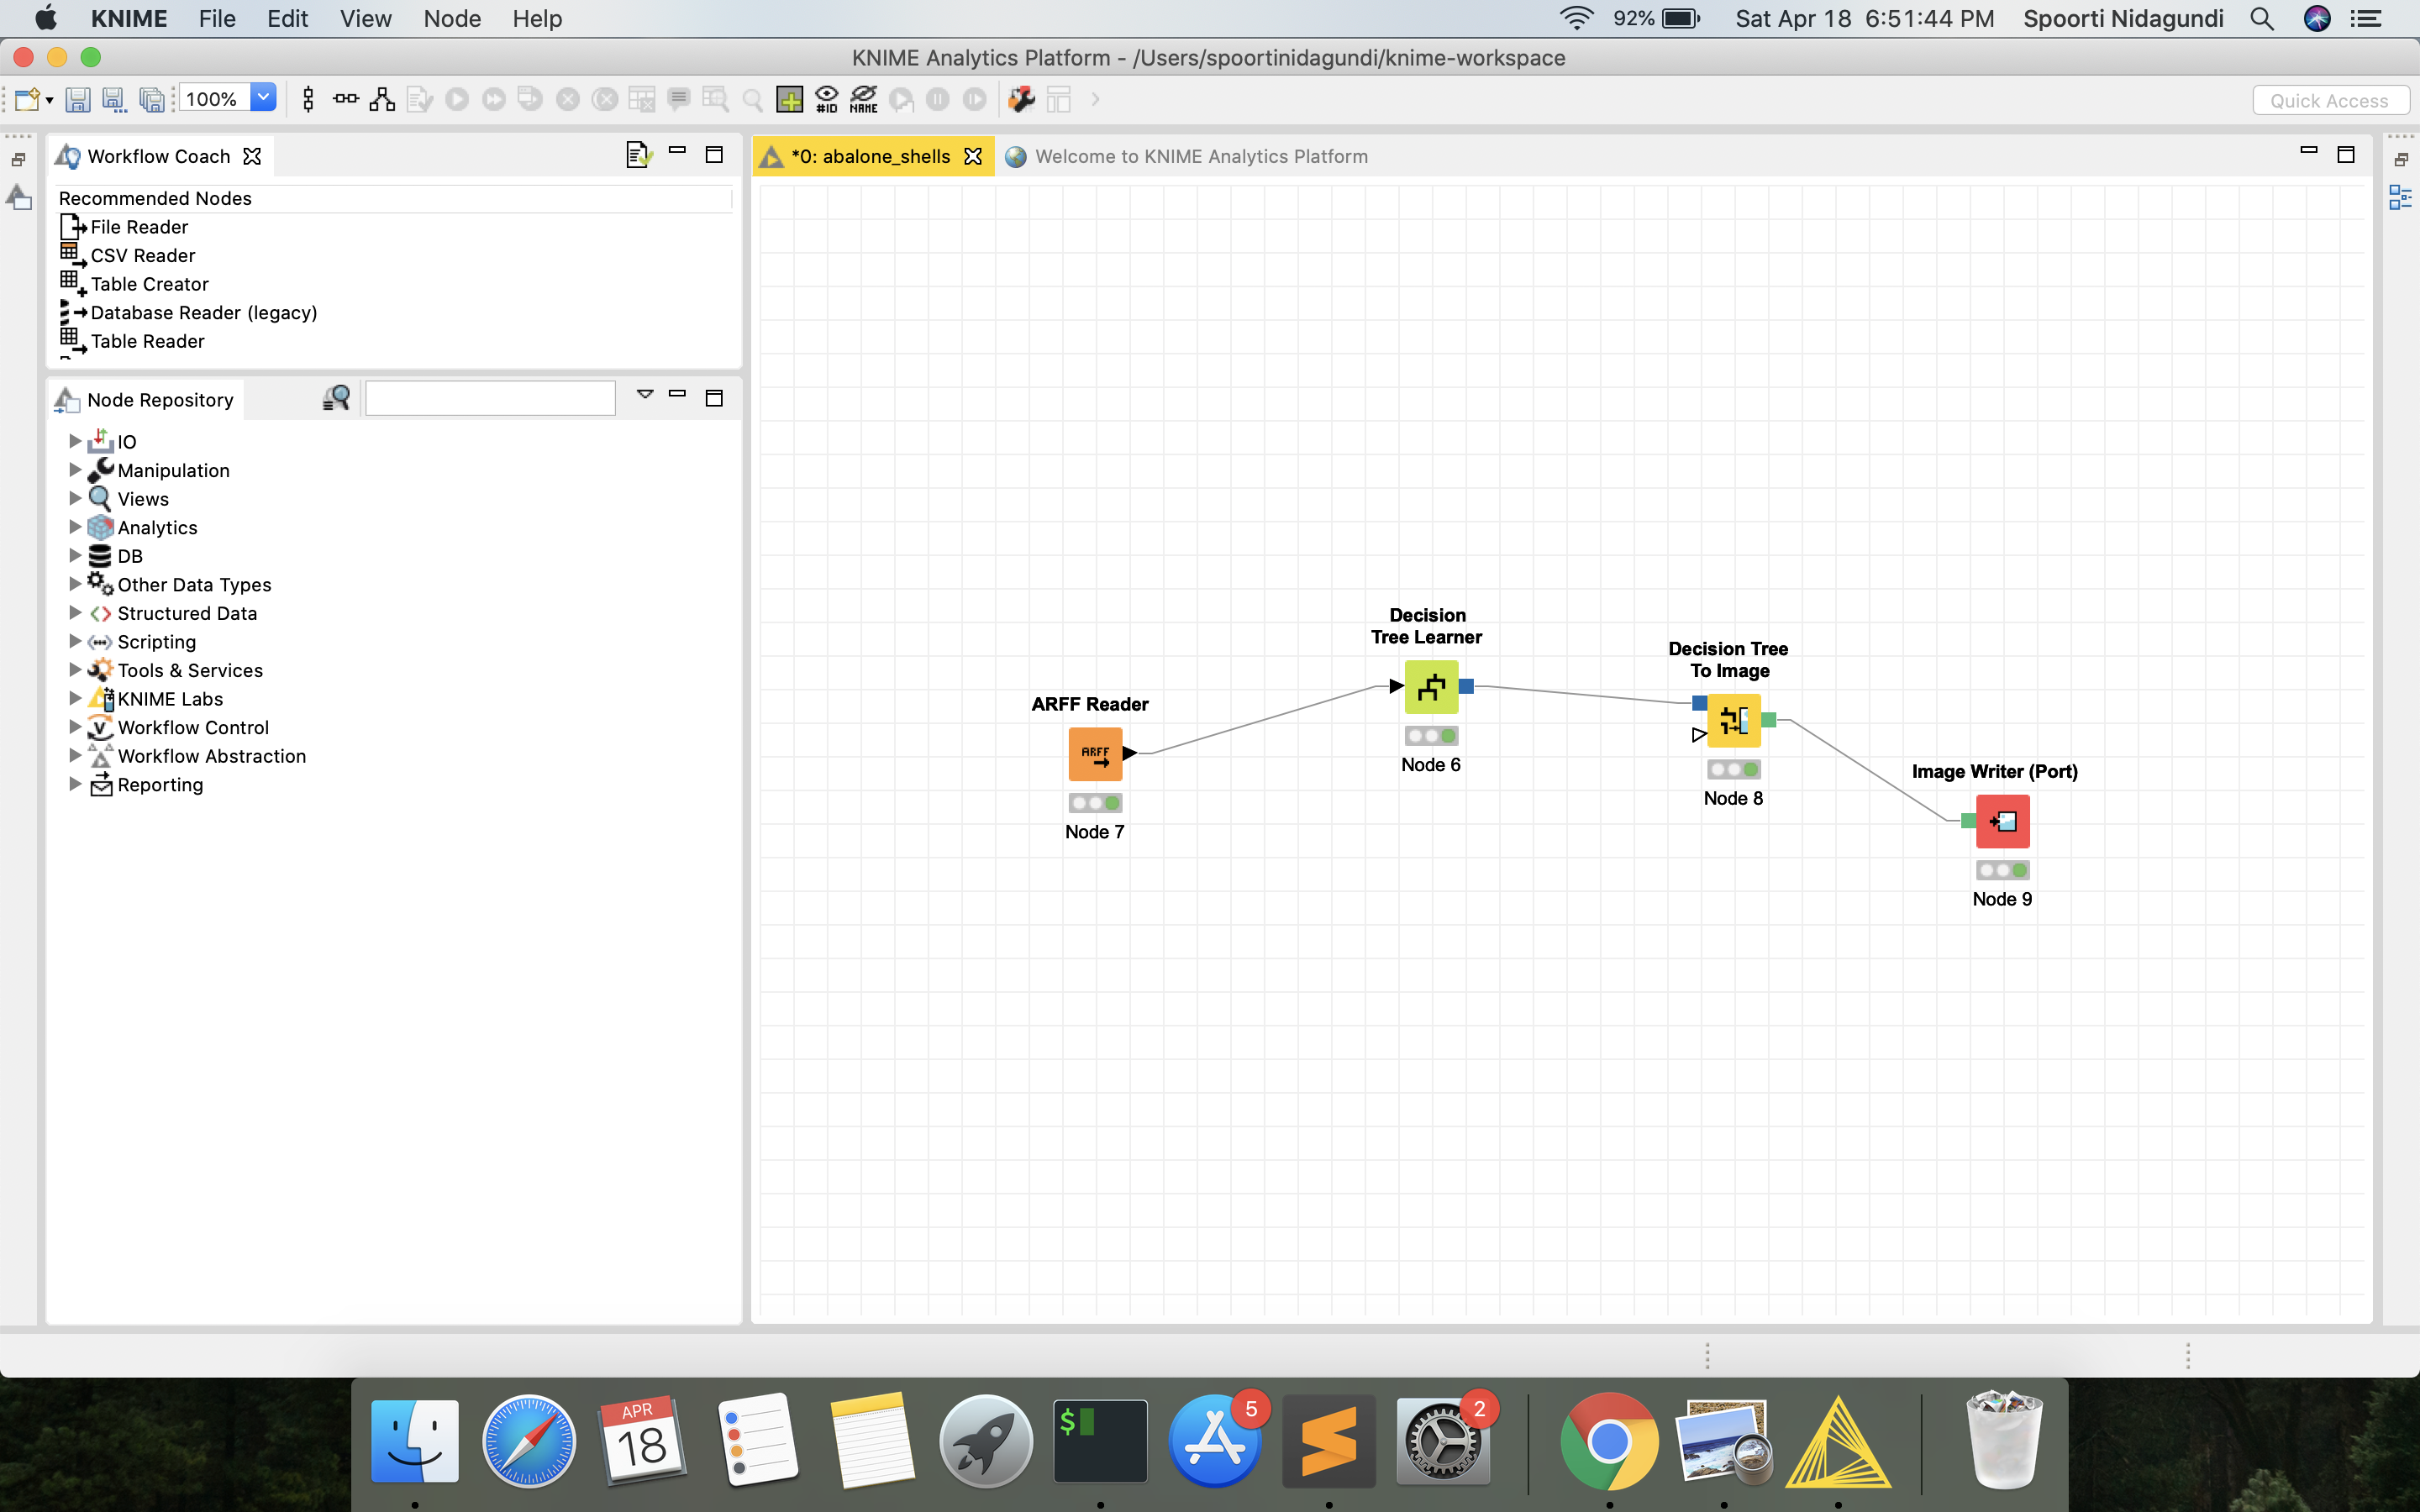 KNIME File Edit View Node Help 92% Sat Apr 18 6:51:44 PM Spoorti Nidagundi
KNIME Analytics Platform - /Users/spoortinidagundi/knime-workspace
100% #ID NAME Quick Access
Workflow Coach
Recommended Nodes
File Reader
CSV Reader
Table Creator
Database Reader (legacy)
Table Reader
Node Repository
IO
Manipulation
Views
Analytics
DB
Other Data Types
Structured Data
Scripting
Tools & Services
KNIME Labs
Workflow Control
Workflow Abstraction
Reporting
*0: abalone_shells
Welcome to KNIME Analytics Platform
ARFF Reader
ARFF
Node 7
Decision
Tree Learner
Node 6
Decision Tree
To Image
Node 8
Image Writer (Port)
Node 9
APR
18
$
5
2